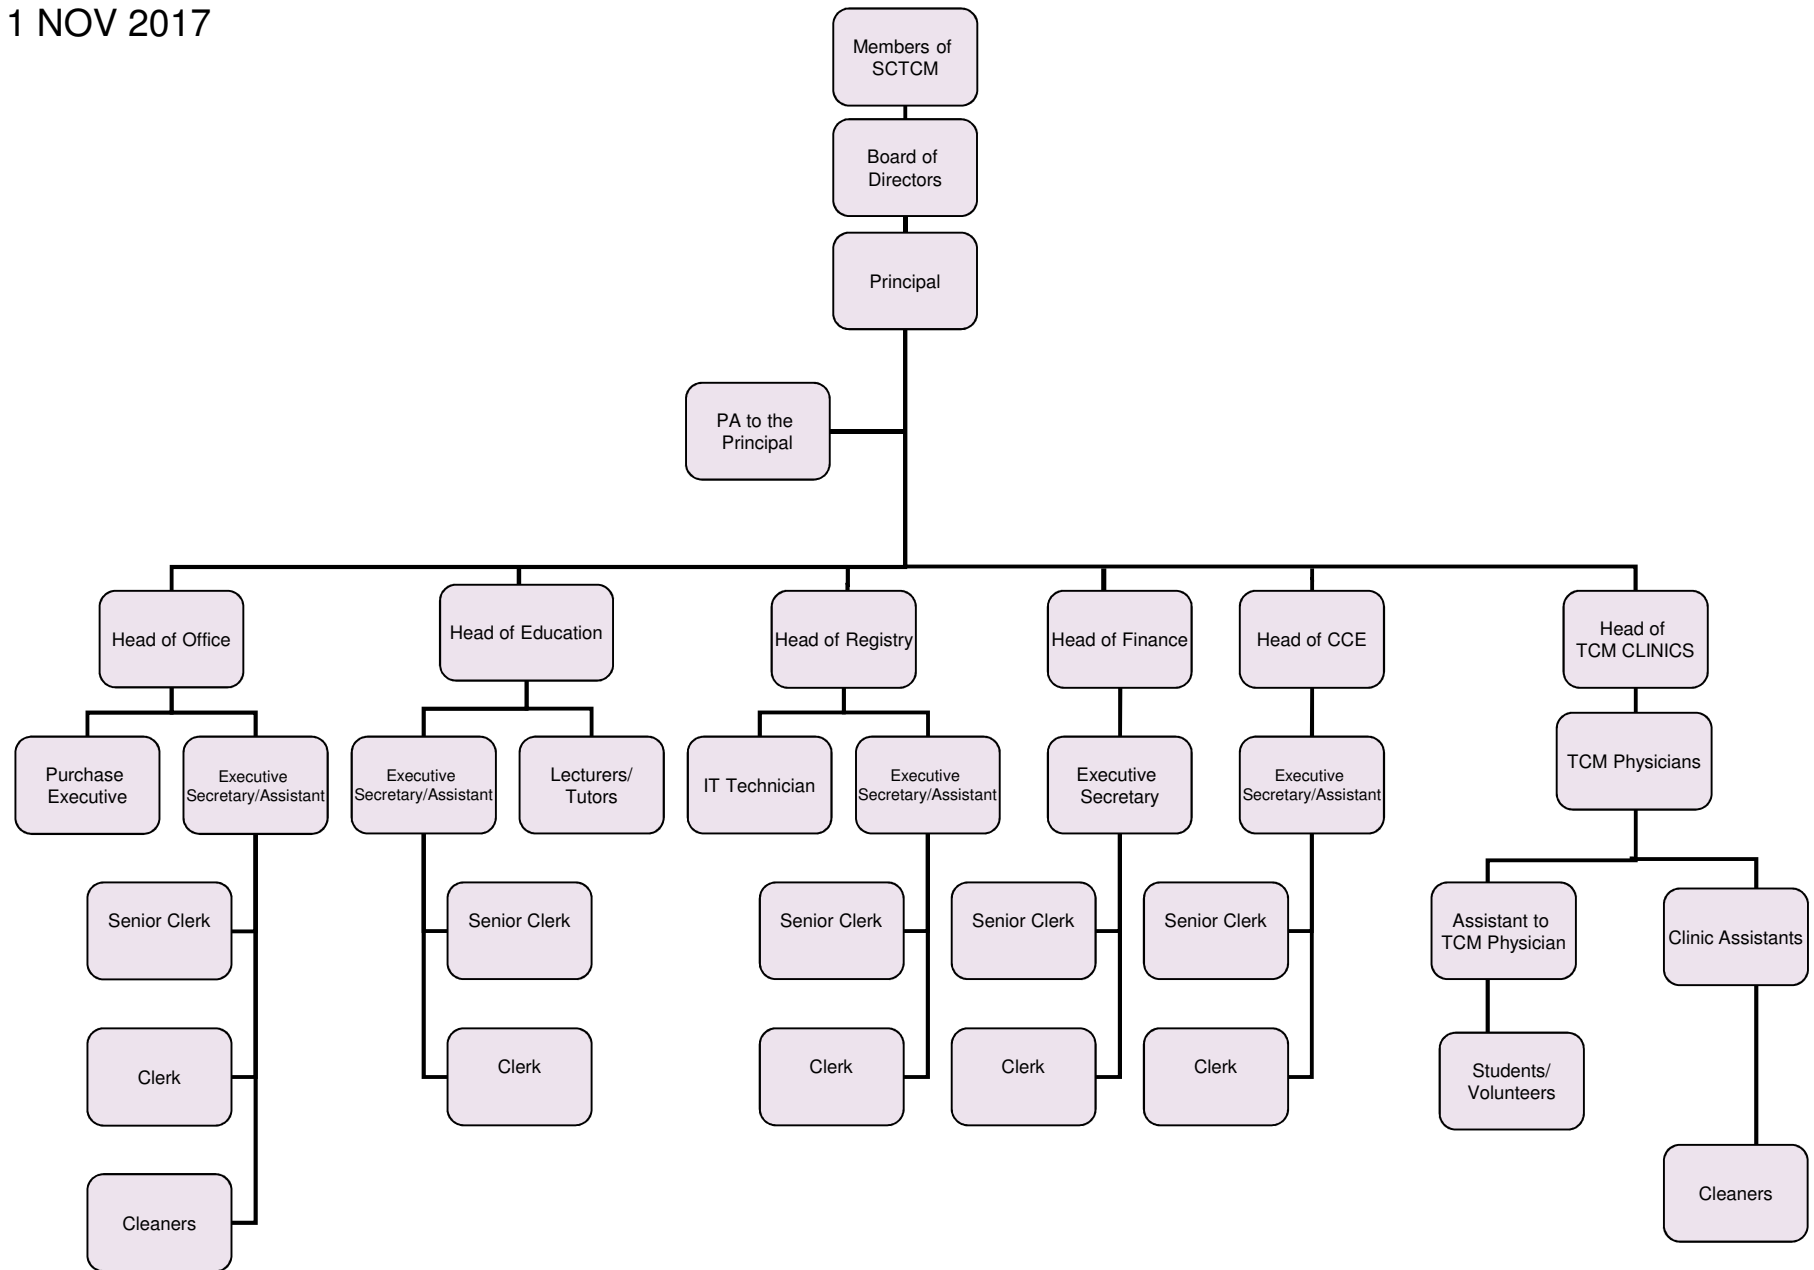 1 NOV 2017
Members of
SCTCM
Board of
Directors
Principal
PA to the
Principal
Head of Office
Head of Education
Head of Registry
Head of Finance
Head of CCE
Head of
TCM CLINICS
TCM Physicians
Purchase
Executive
Executive
Secretary/Assistant
Executive
Secretary/Assistant
Lecturers/
Tutors
IT Technician
Executive
Secretary/Assistant
Executive
Secretary
Executive
Secretary/Assistant
Senior Clerk
Senior Clerk
Senior Clerk
Senior Clerk
Senior Clerk
Assistant to
TCM Physician
Clinic Assistants
Clerk
Clerk
Clerk
Clerk
Clerk
Students/
Volunteers
Cleaners
Cleaners